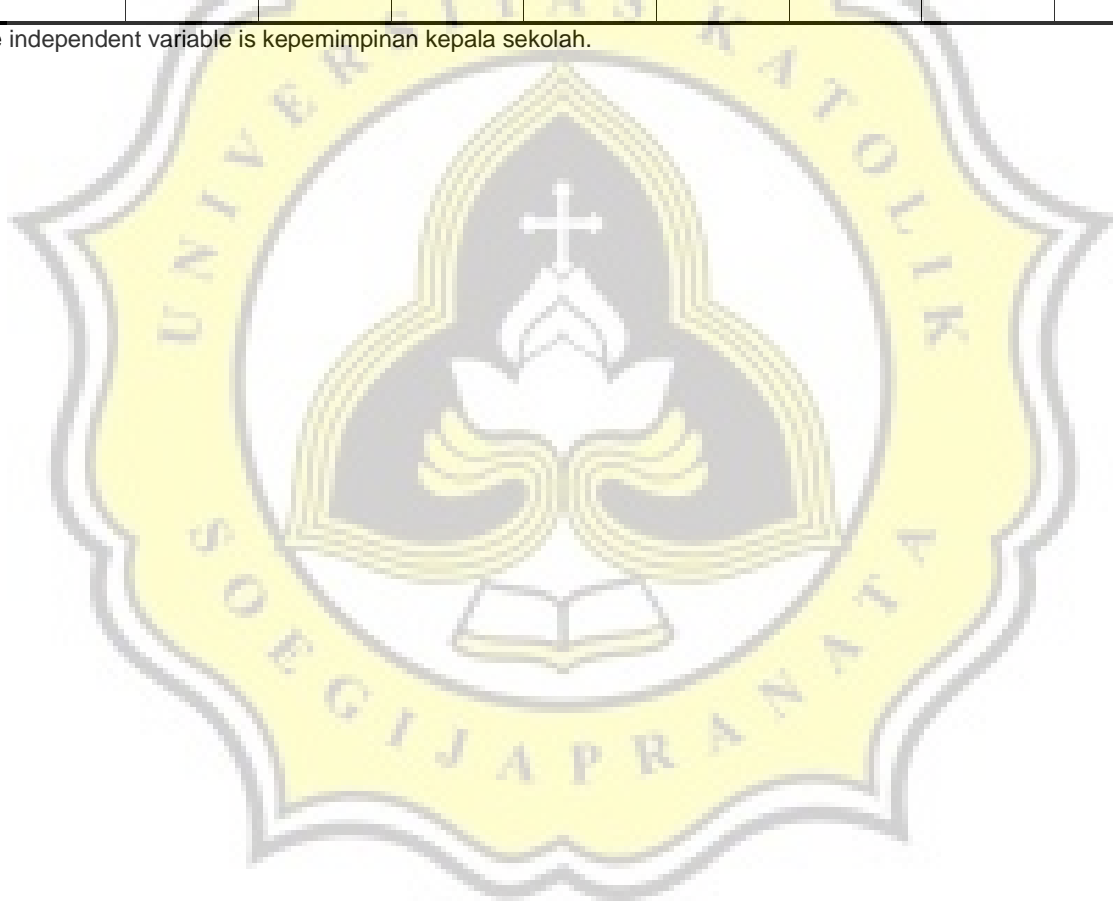 independent variable is kepemimpinan kepala sekolah.
UNIVERSITAS KATOLIK
SOEGIJAPRANATA